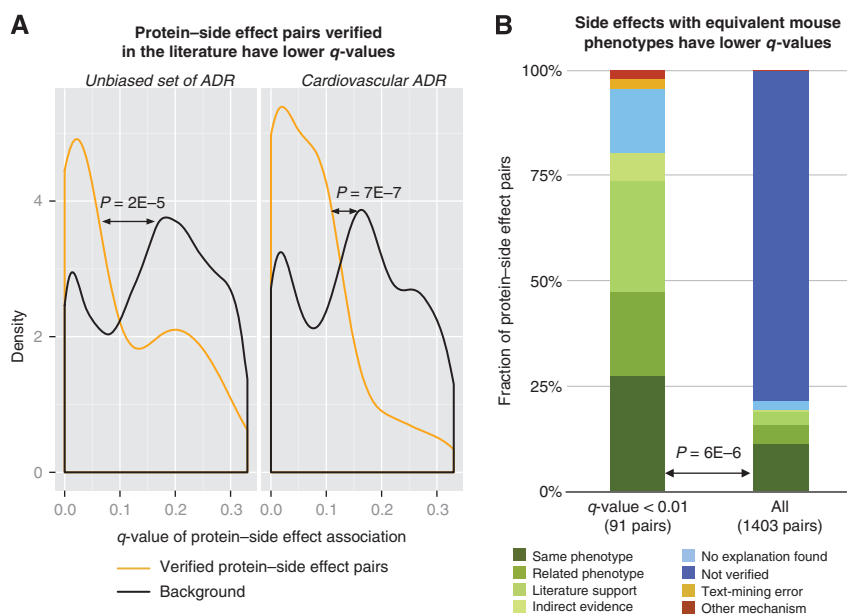 A
Protein–side effect pairs verified
in the literature have lower q-values
Unbiased set of ADR
Cardiovascular ADR
P = 2E–5
P = 7E–7
Density
4
2
0
0.0 0.1 0.2 0.3
0.0 0.1 0.2 0.3
q-value of protein–side effect association
Verified protein–side effect pairs
Background
B
Side effects with equivalent mouse
phenotypes have lower q-values
Fraction of protein–side effect pairs
100%
75%
50%
25%
0%
P = 6E–6
q-value < 0.01
(91 pairs)
All
(1403 pairs)
Same phenotype
Related phenotype
Literature support
Indirect evidence
No explanation found
Not verified
Text-mining error
Other mechanism